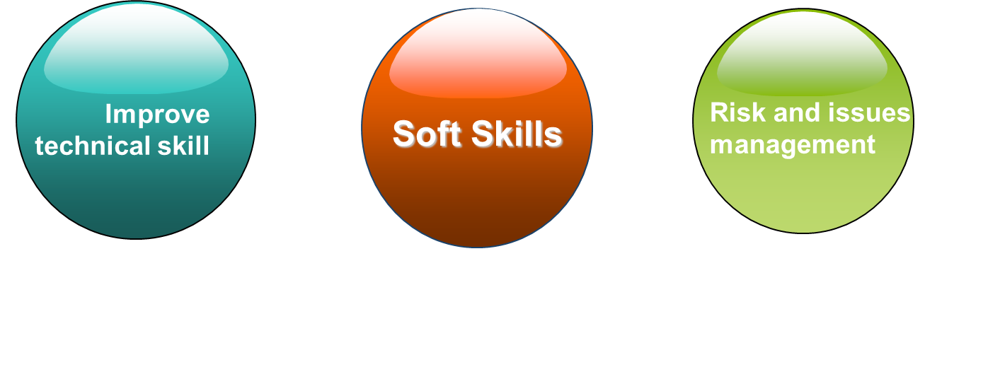 Improve
technical skill
Soft Skills
Risk and issues
management